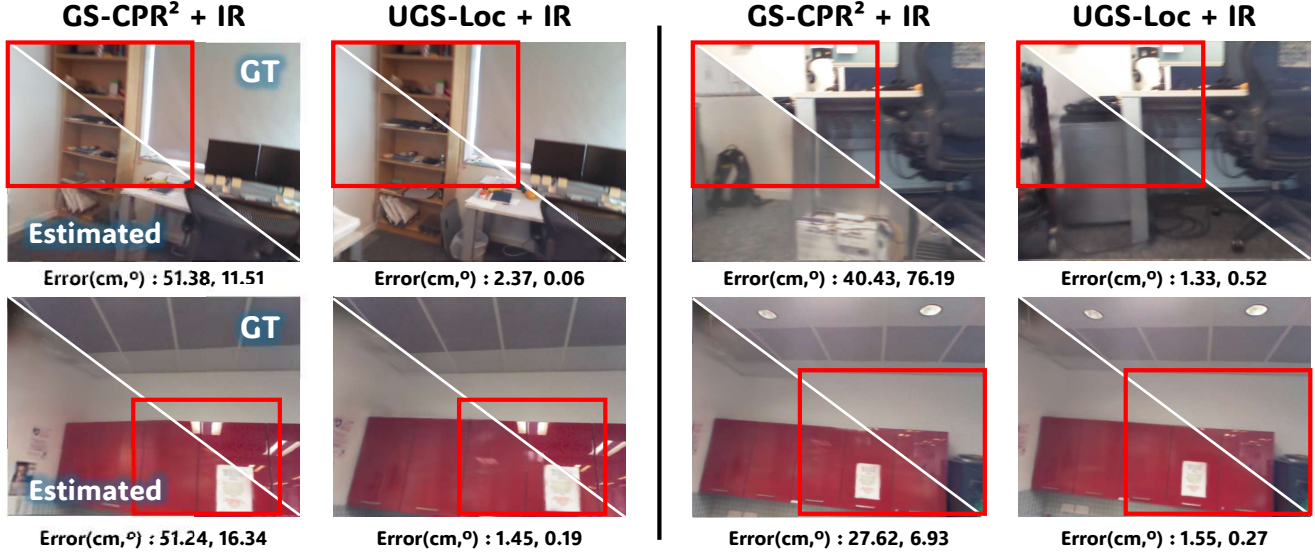 GS-CPR² + IR
UGS-Loc + IR
GS-CPR² + IR
UGS-Loc + IR
GT
Estimated
Error(cm,º) : 51.38, 11.51
Error(cm,º) : 2.37, 0.06
Error(cm,º) : 40.43, 76.19
Error(cm,º) : 1.33, 0.52
GT
Estimated
Error(cm,º) : 51.24, 16.34
Error(cm,º) : 1.45, 0.19
Error(cm,º) : 27.62, 6.93
Error(cm,º) : 1.55, 0.27